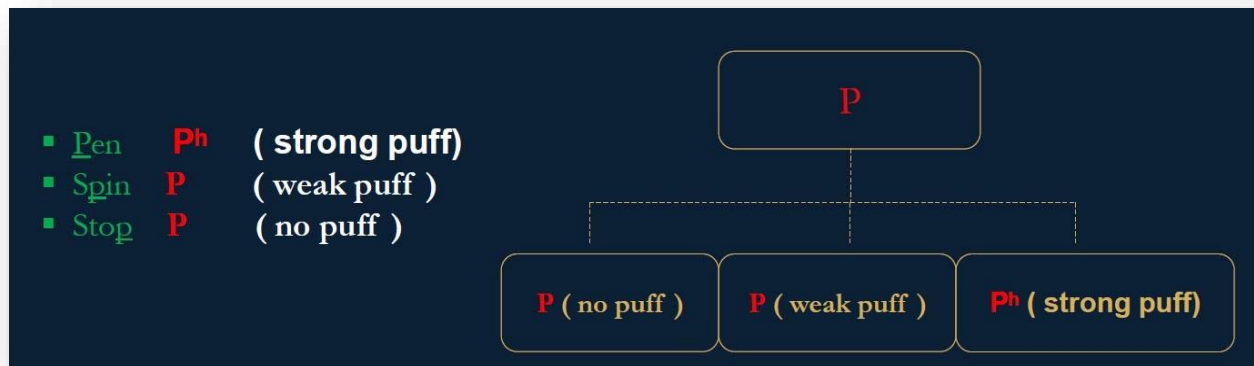 P
▪ Pen Pʰ ( strong puff)
▪ Spin P ( weak puff )
▪ Stop P ( no puff )
P ( no puff )
P ( weak puff )
Pʰ ( strong puff)